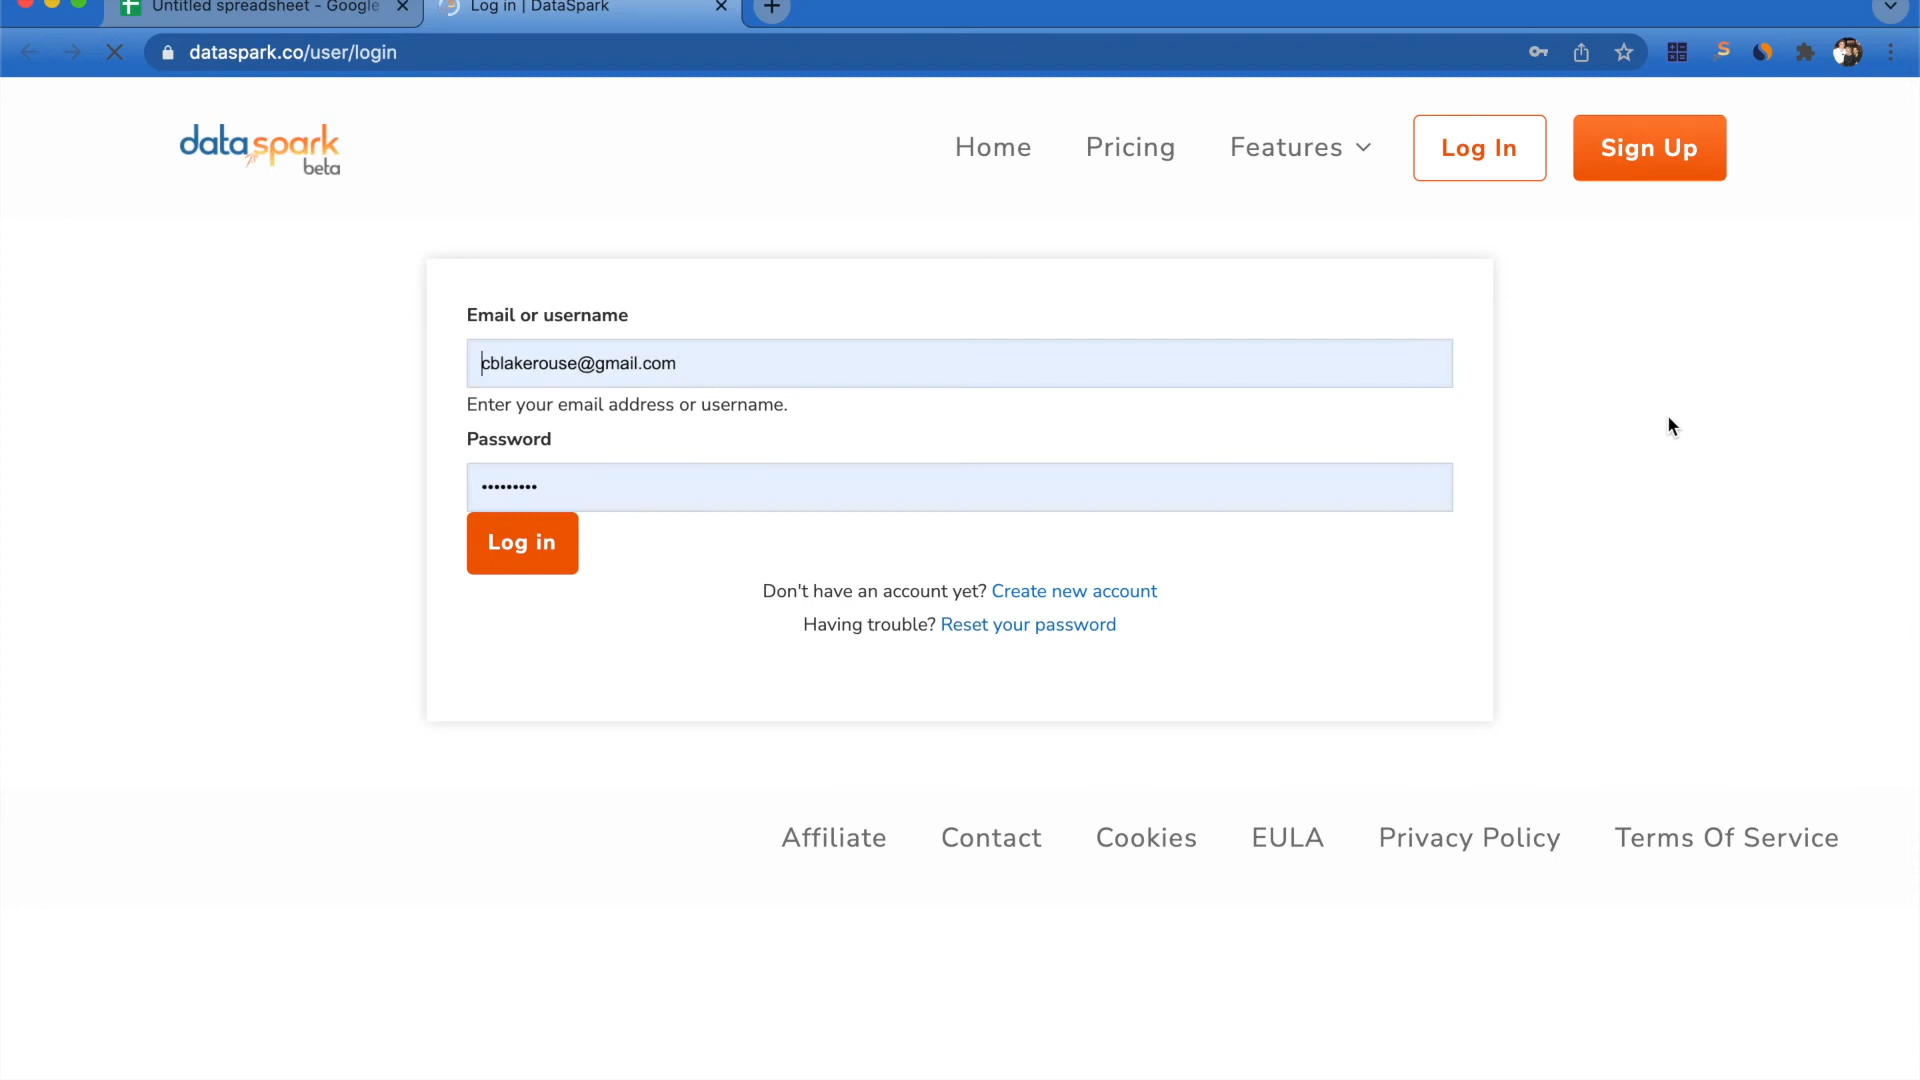 Untitled spreadsheet - Google
Log in | DataSpark
dataspark.co/user/login
dataspark
beta
Home
Pricing
Features
Log In
Sign Up
Email or username
cblakerouse@gmail.com
Enter your email address or username.
Password
•••••••••
Log in
Don't have an account yet? Create new account
Having trouble? Reset your password
Affiliate
Contact
Cookies
EULA
Privacy Policy
Terms Of Service